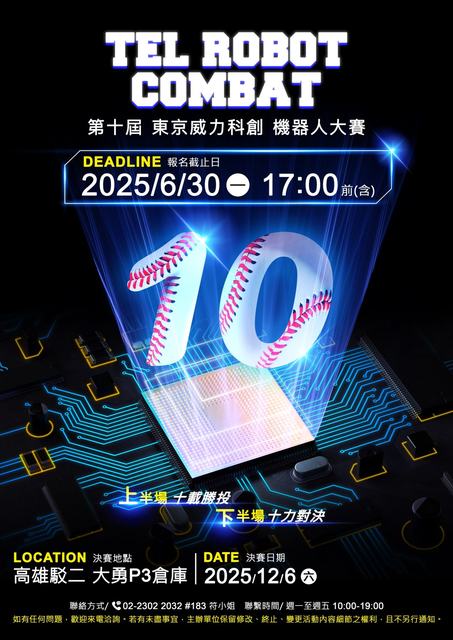 TEL ROBOT
COMBAT
第十屆 東京威力科創 機器人大賽
DEADLINE 報名截止日
2025/6/30 一 17:00 前(含)
10
上半場 十載勝投
下半場 十力對決
LOCATION 決賽地點
高雄駁二 大勇P3倉庫
DATE 決賽日期
2025/12/6 六
聯絡方式/ 02-2302 2032 #183 符小姐 聯繫時間/ 週一至週五 10:00-19:00
如有任何問題，歡迎來電洽詢。若有未盡事宜，主辦單位保留修改、終止、變更活動內容細節之權利，且不另行通知。